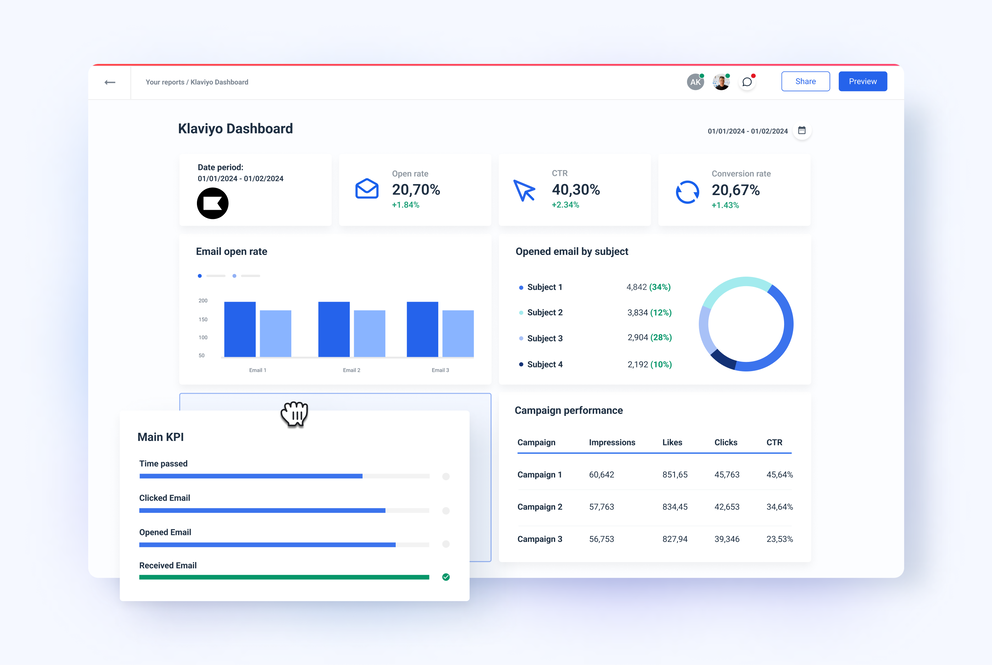 Your reports / Klaviyo Dashboard
AK
Share
Preview
Klaviyo Dashboard
01/01/2024 - 01/02/2024
Date period:
01/01/2024 - 01/02/2024
Open rate
20,70%
+1.84%
CTR
40,30%
+2.34%
Conversion rate
20,67%
+1.43%
Email open rate
200
150
100
50
Email 1
Email 2
Email 3
Opened email by subject
Subject 1 4,842 (34%)
Subject 2 3,834 (12%)
Subject 3 2,904 (28%)
Subject 4 2,192 (10%)
Main KPI
Time passed
Clicked Email
Opened Email
Received Email
Campaign performance
Campaign Impressions Likes Clicks CTR
Campaign 1 60,642 851,65 45,763 45,64%
Campaign 2 57,763 834,45 42,653 34,64%
Campaign 3 56,753 827,94 39,346 23,53%